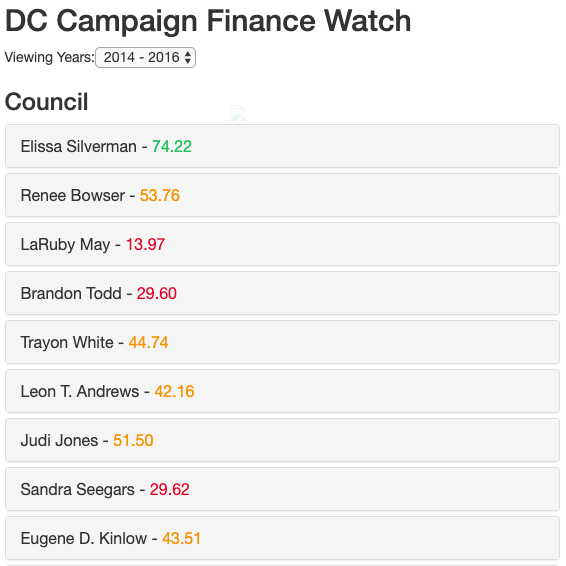 DC Campaign Finance Watch
Viewing Years: 2014 - 2016
Council
Elissa Silverman - 74.22
Renee Bowser - 53.76
LaRuby May - 13.97
Brandon Todd - 29.60
Trayon White - 44.74
Leon T. Andrews - 42.16
Judi Jones - 51.50
Sandra Seegars - 29.62
Eugene D. Kinlow - 43.51